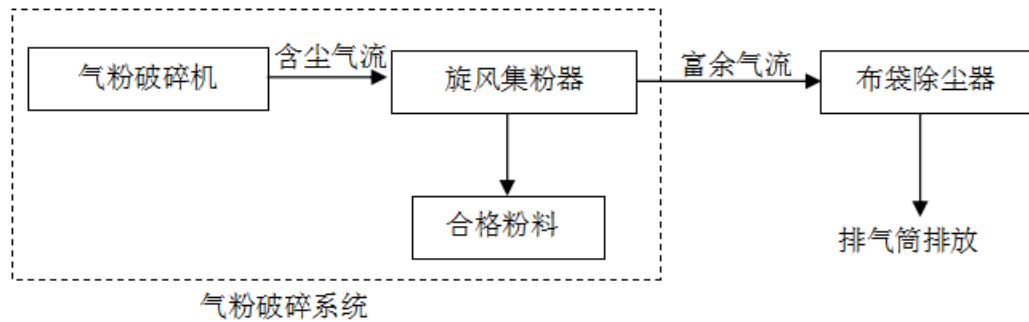 含尘气流
富余气流
气粉破碎机
旋风集粉器
布袋除尘器
合格粉料
排气筒排放
气粉破碎系统